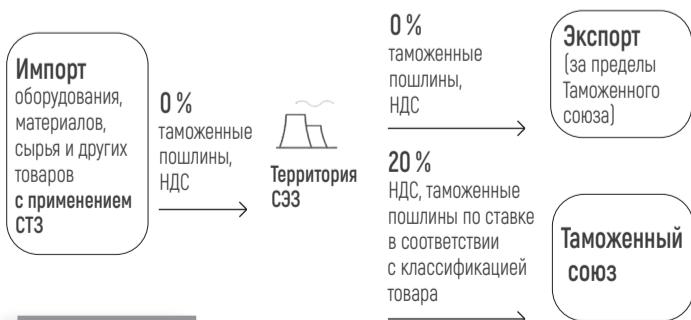 Импорт
оборудования,
материалов,
сырья и других
товаров
с применением
СТЗ
0 %
таможенные
пошлины,
НДС
Территория
СЭЗ
0 %
таможенные
пошлины,
НДС
Экспорт
(за пределы
Таможенного
союза)
20 %
НДС, таможенные
пошлины по ставке
в соответствии
с классификацией
товара
Таможенный
союз